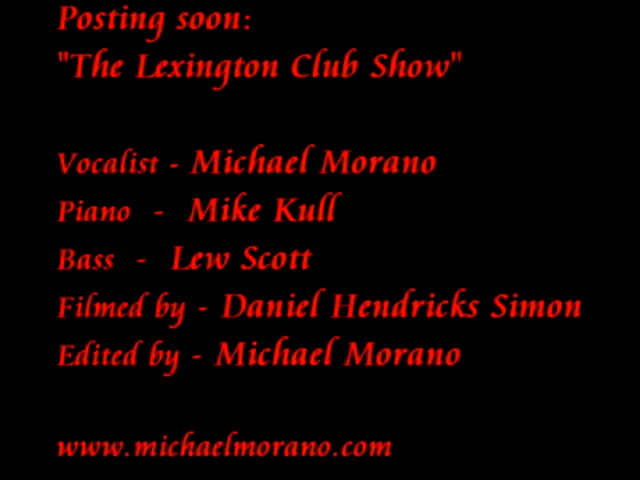 Posting soon:
"The Lexington Club Show"
Vocalist - Michael Morano
Piano - Mike Kull
Bass - Lew Scott
Filmed by - Daniel Hendricks Simon
Edited by - Michael Morano
www.michaelmorano.com